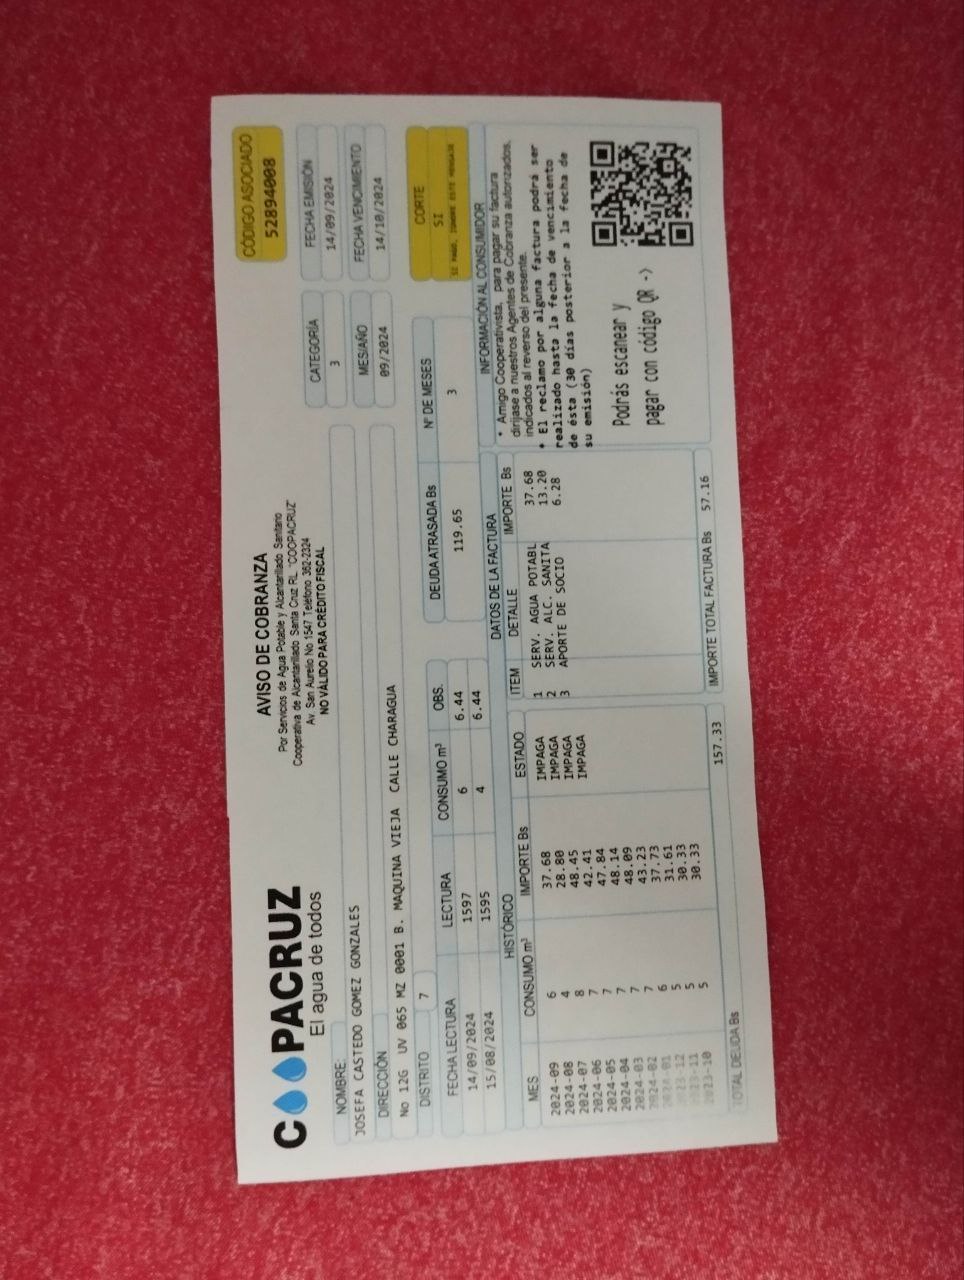 COOPACRUZ
El agua de todos
AVISO DE COBRANZA
Por Servicios de Agua Potable y Alcantarillado Sanitario
Cooperativa de Alcantarillado Santa Cruz RL. "COOPACRUZ"
Av. San Aurelio No 1547 Teléfono 362-2324
NO VÁLIDO PARA CRÉDITO FISCAL
CÓDIGO ASOCIADO
52894008
NOMBRE:
JOSEFA CASTEDO GOMEZ GONZALES
CATEGORÍA
3
FECHA EMISIÓN
14/09/2024
DIRECCIÓN
No 12G UV 065 MZ 0001 B. MAQUINA VIEJA CALLE CHARAGUA
MES/AÑO
09/2024
FECHA VENCIMIENTO
14/10/2024
DISTRITO 7
FECHA LECTURA LECTURA CONSUMO m³ OBS.
14/09/2024 1597 6 6.44
15/08/2024 1595 4 6.44
DEUDA ATRASADA Bs Nº DE MESES
119.65 3
CORTE
SI
SI PAGO, IGNORE ESTE MENSAJE
HISTÓRICO
MES CONSUMO m³ IMPORTE Bs ESTADO
2024-09 6 37.68 IMPAGA
2024-08 4 28.80 IMPAGA
2024-07 8 48.45 IMPAGA
2024-06 7 42.41 IMPAGA
2024-05 7 47.84
2024-04 7 48.14
2024-03 7 48.09
2024-02 7 43.23
2024-01 6 37.73
2023-12 5 31.61
2023-11 5 30.33
2023-10 5 30.33
TOTAL DEUDA Bs 157.33
DATOS DE LA FACTURA
ITEM DETALLE IMPORTE Bs
1 SERV. AGUA POTABL 37.68
2 SERV. ALC. SANITA 13.20
3 APORTE DE SOCIO 6.28
IMPORTE TOTAL FACTURA Bs 57.16
INFORMACIÓN AL CONSUMIDOR
* Amigo Cooperativista, para pagar su factura
diríjase a nuestros Agentes de Cobranza autorizados,
indicados al reverso del presente.
* El reclamo por alguna factura podrá ser
realizado hasta la fecha de vencimiento
de ésta (30 días posterior a la fecha de
su emisión)
Podrás escanear y
pagar con código QR ->